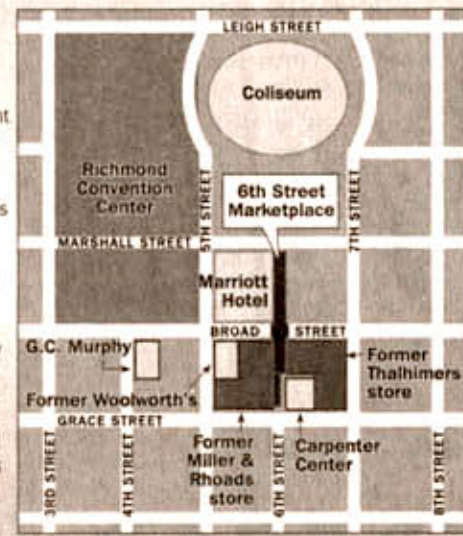 LEIGH STREET
Coliseum
nt
Richmond
Convention
Center
5TH STREET
6th Street
Marketplace
7TH STREET
s
MARSHALL STREET
Marriott
Hotel
BROAD STREET
G.C. Murphy
Former
Thalhimers
store
Former Woolworth's
GRACE STREET
Former
Miller &
Rhoads
store
Carpenter
Center
3RD STREET
4TH STREET
6TH STREET
8TH STREET
s